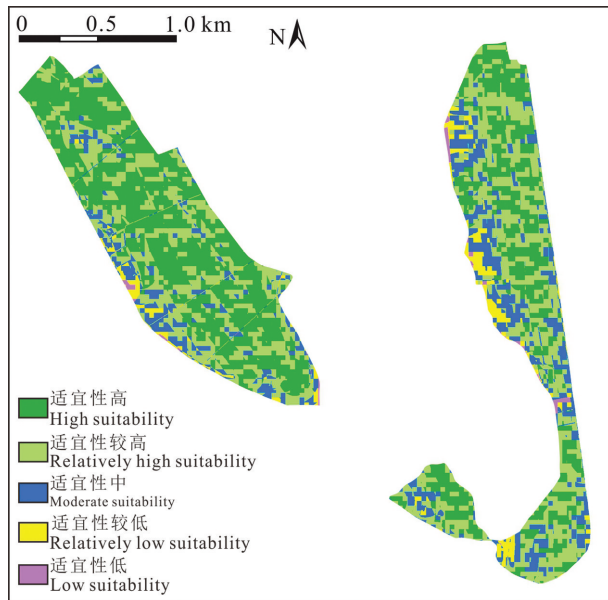 0 0.5 1.0 km
N
适宜性高
High suitability
适宜性较高
Relatively high suitability
适宜性中
Moderate suitability
适宜性较低
Relatively low suitability
适宜性低
Low suitability